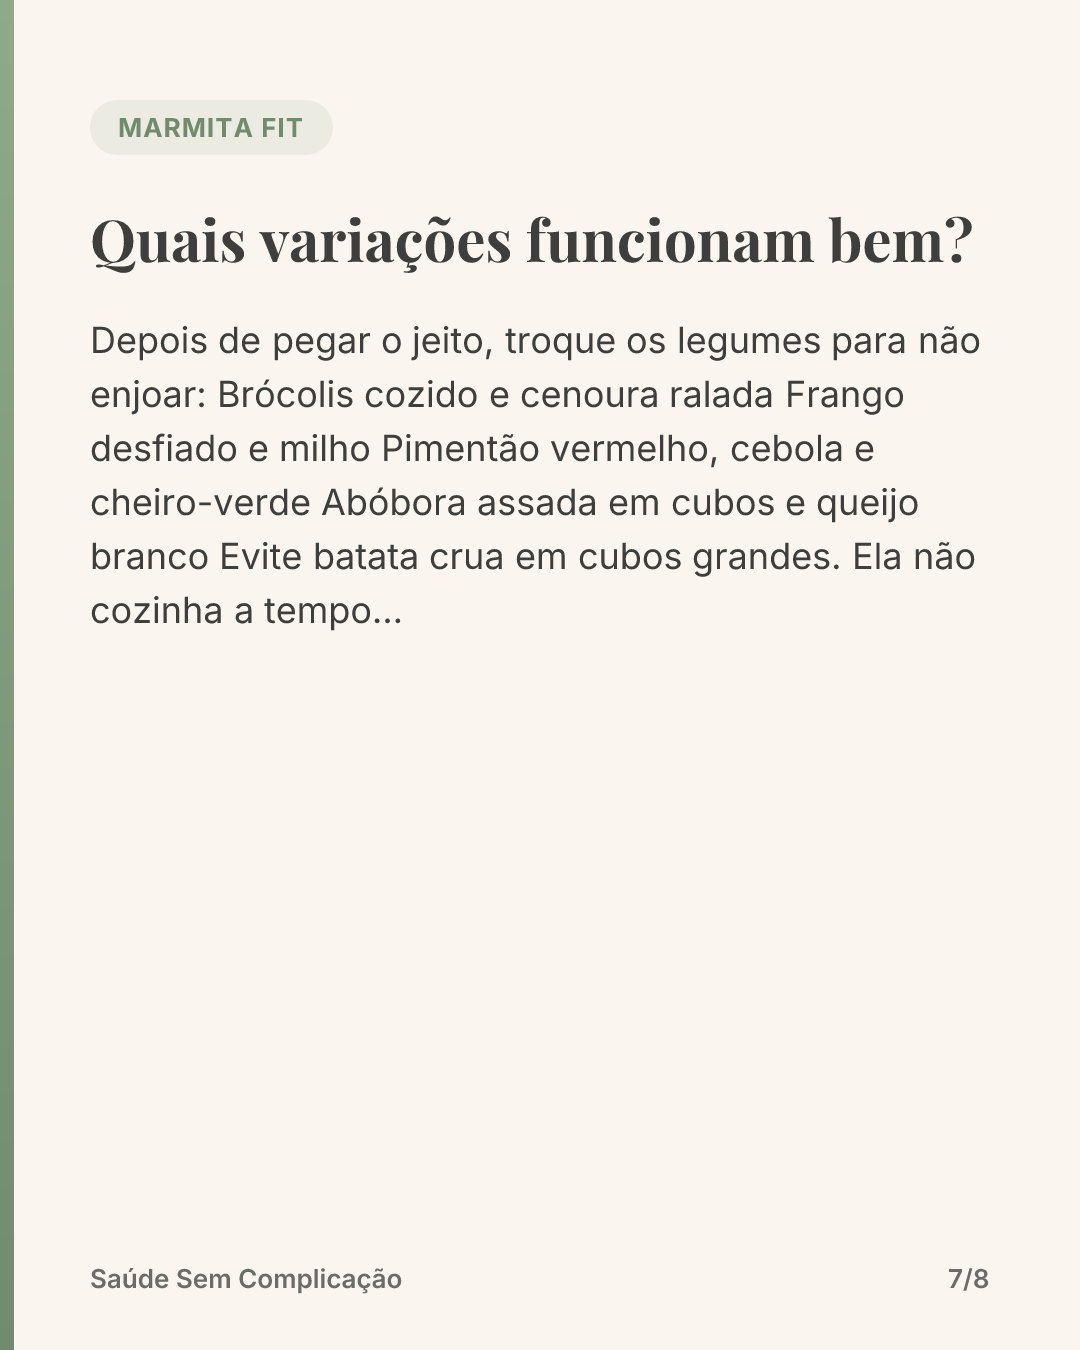 MARMITA FIT
Quais variações funcionam bem?
Depois de pegar o jeito, troque os legumes para não
enjoar: Brócolis cozido e cenoura ralada Frango
desfiado e milho Pimentão vermelho, cebola e
cheiro-verde Abóbora assada em cubos e queijo
branco Evite batata crua em cubos grandes. Ela não
cozinha a tempo...
Saúde Sem Complicação
7/8